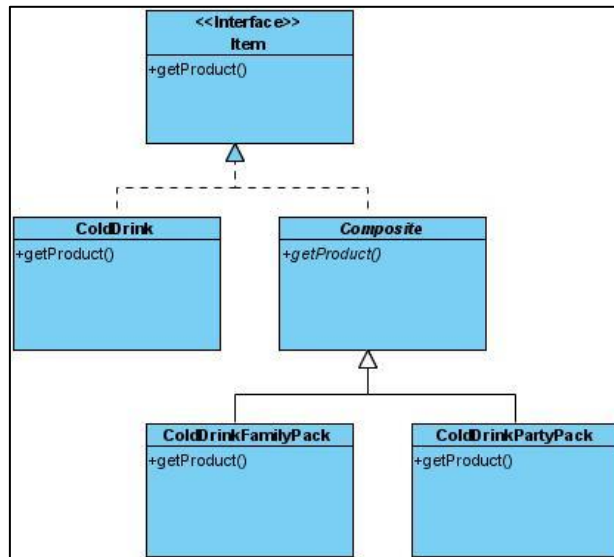 <<Interface>>
Item
+getProduct()
ColdDrink
+getProduct()
Composite
+getProduct()
ColdDrinkFamilyPack
+getProduct()
ColdDrinkPartyPack
+getProduct()